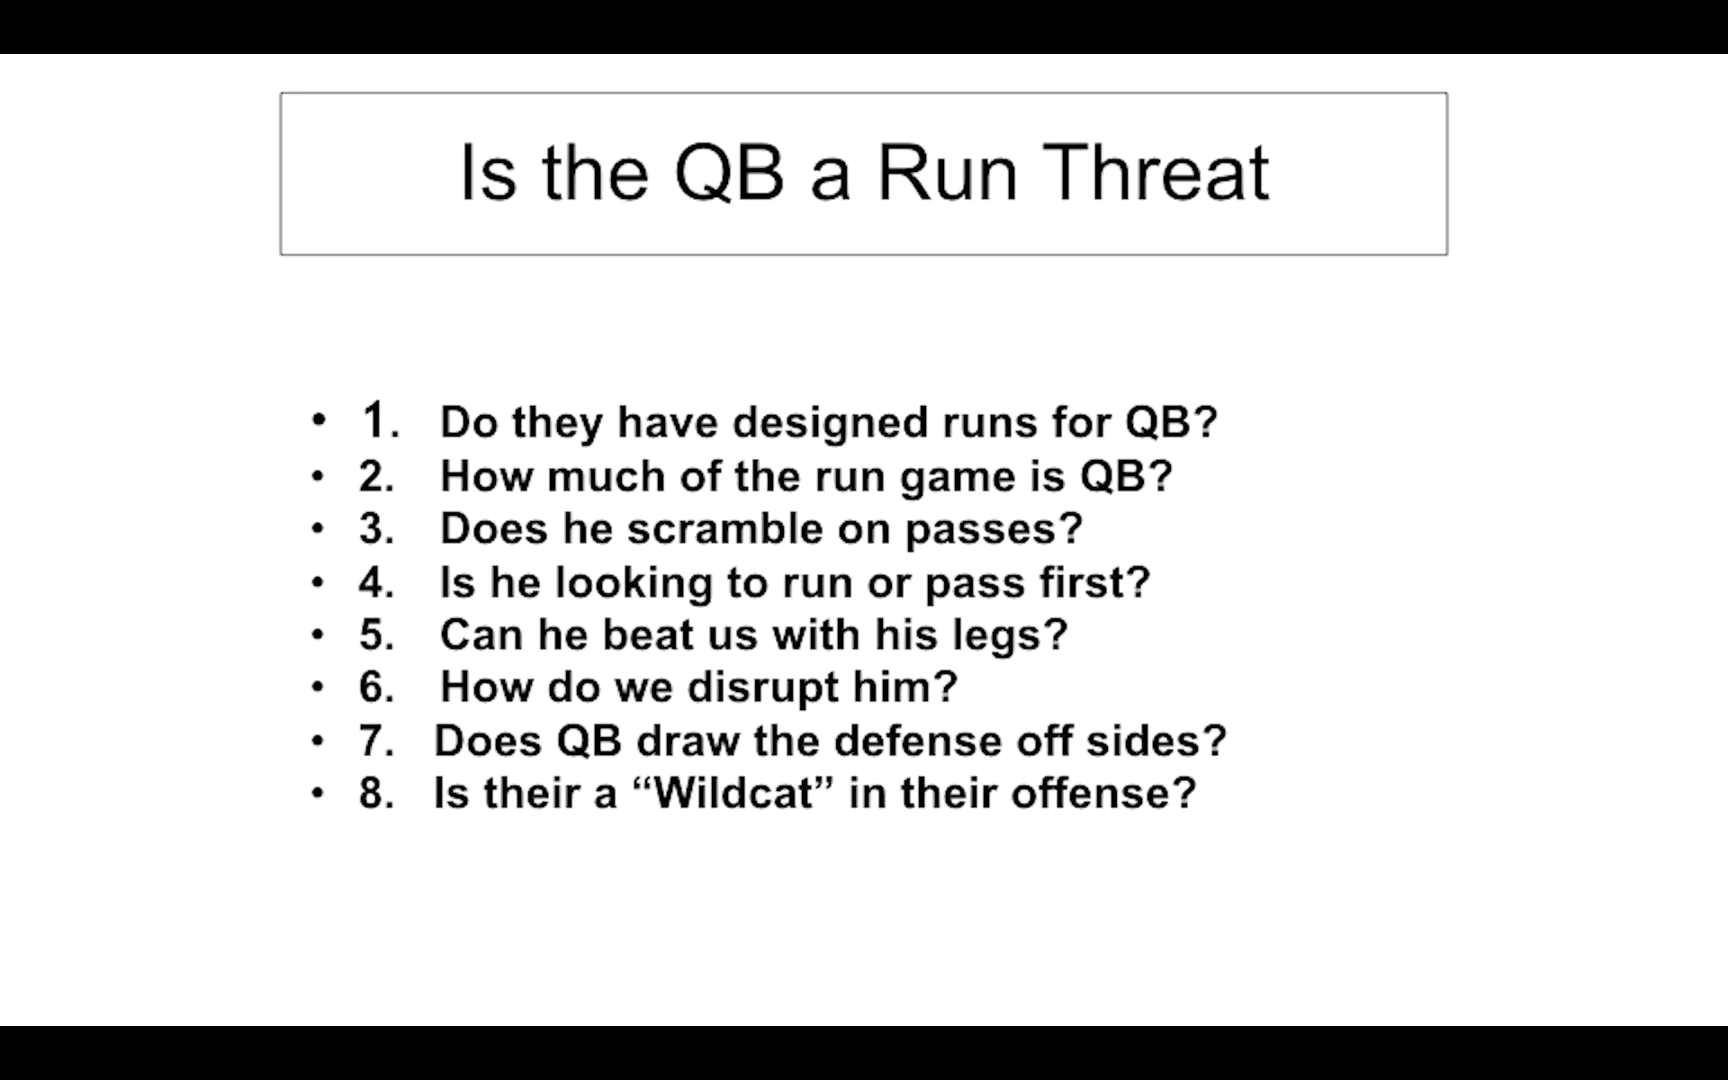 Is the QB a Run Threat
• 1. Do they have designed runs for QB?
• 2. How much of the run game is QB?
• 3. Does he scramble on passes?
• 4. Is he looking to run or pass first?
• 5. Can he beat us with his legs?
• 6. How do we disrupt him?
• 7. Does QB draw the defense off sides?
• 8. Is their a “Wildcat” in their offense?